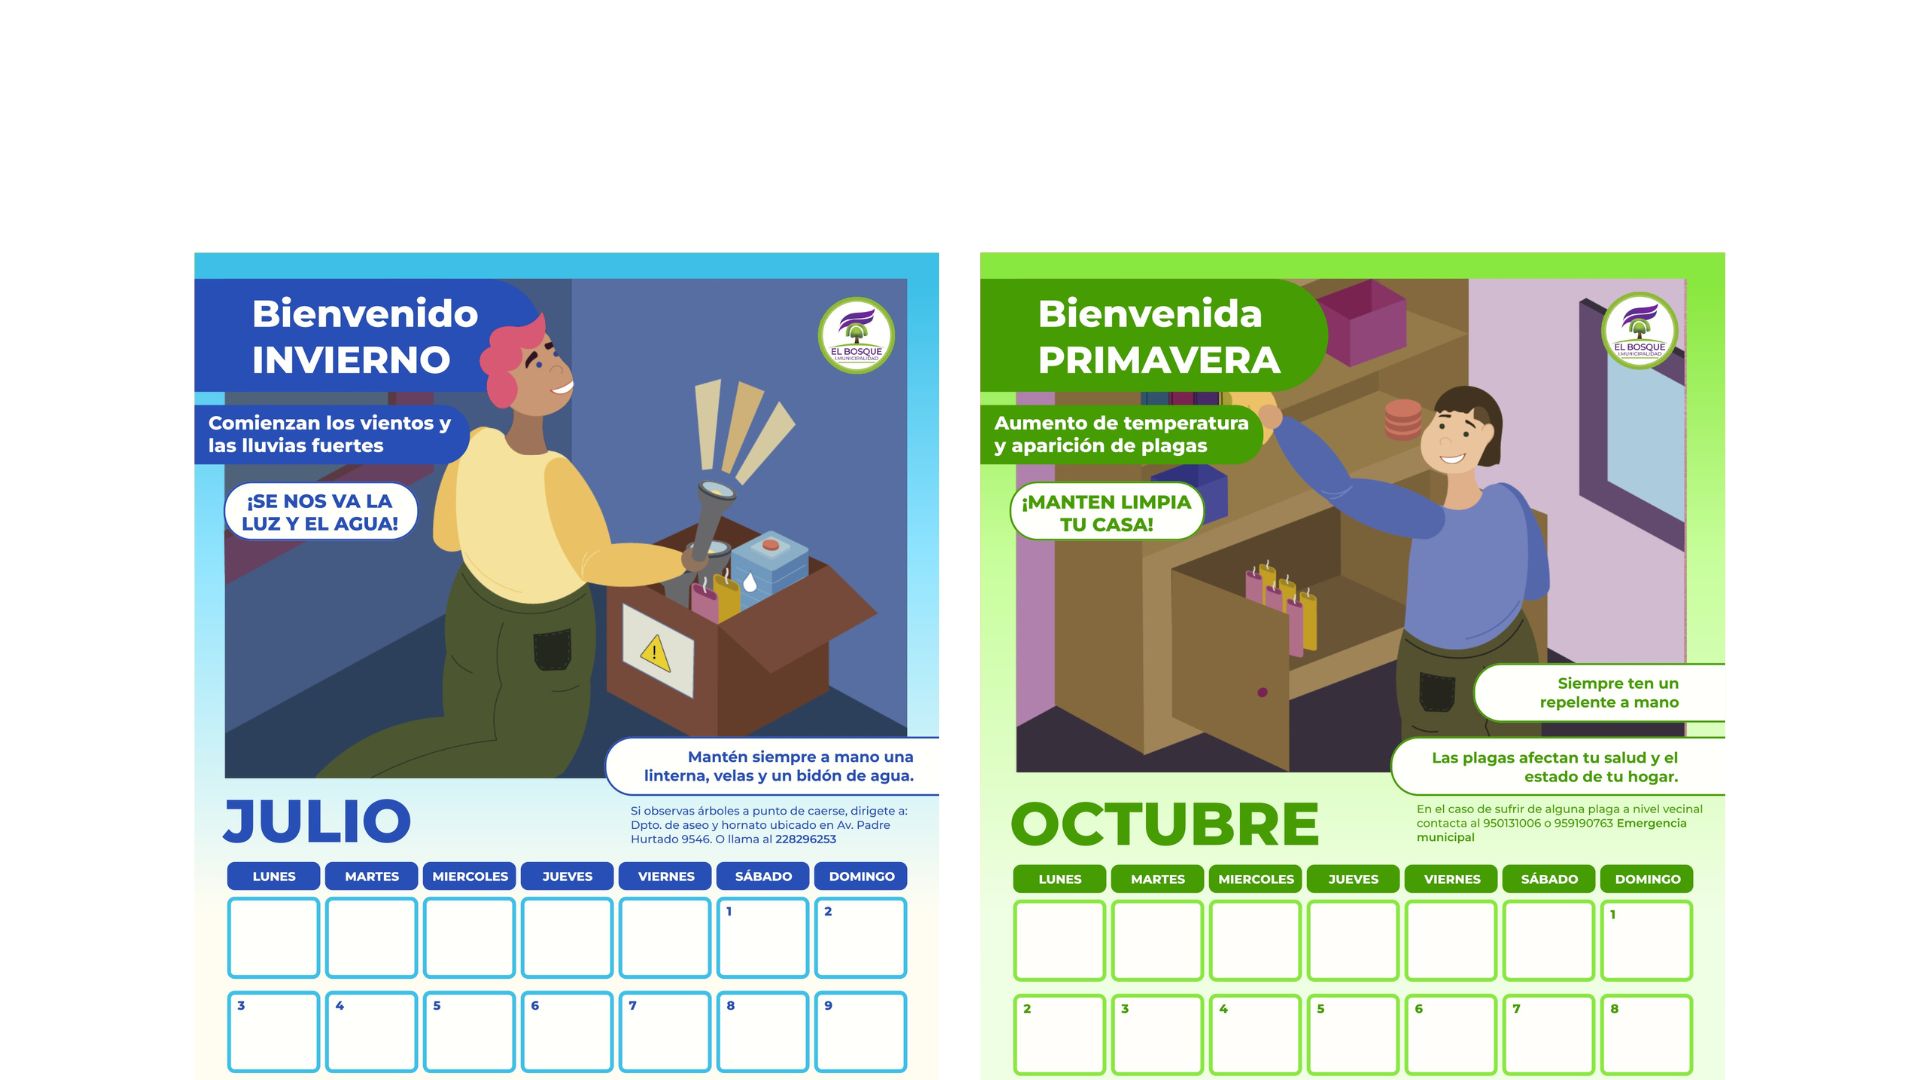 Bienvenido
INVIERNO
EL BOSQUE
I.MUNICIPALIDAD
Comienzan los vientos y
las lluvias fuertes
¡SE NOS VA LA
LUZ Y EL AGUA!
!
Mantén siempre a mano una
linterna, velas y un bidón de agua.
JULIO
Si observas árboles a punto de caerse, dirigete a:
Dpto. de aseo y hornato ubicado en Av. Padre
Hurtado 9546. O llama al 228296253
LUNES MARTES MIERCOLES JUEVES VIERNES SÁBADO DOMINGO
1 2
3 4 5 6 7 8 9
Bienvenida
PRIMAVERA
EL BOSQUE
I.MUNICIPALIDAD
Aumento de temperatura
y aparición de plagas
¡MANTEN LIMPIA
TU CASA!
Siempre ten un
repelente a mano
Las plagas afectan tu salud y el
estado de tu hogar.
OCTUBRE
En el caso de sufrir de alguna plaga a nivel vecinal
contacta al 950131006 o 959190763 Emergencia
municipal
LUNES MARTES MIERCOLES JUEVES VIERNES SÁBADO DOMINGO
1
2 3 4 5 6 7 8